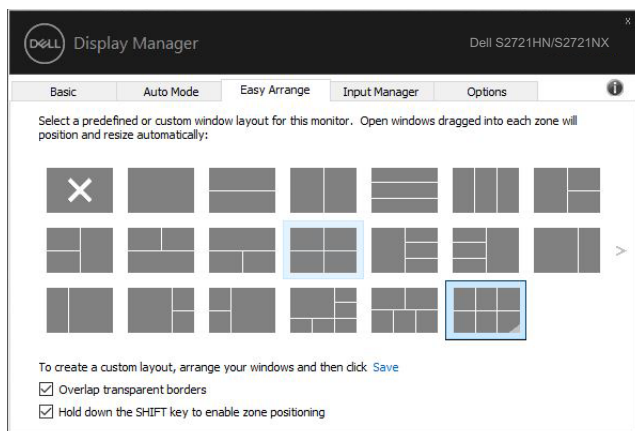 x
DELL Display Manager Dell S2721HN/S2721NX
Basic Auto Mode Easy Arrange Input Manager Options
Select a predefined or custom window layout for this monitor. Open windows dragged into each zone will
position and resize automatically:
>
To create a custom layout, arrange your windows and then click Save
Overlap transparent borders
Hold down the SHIFT key to enable zone positioning